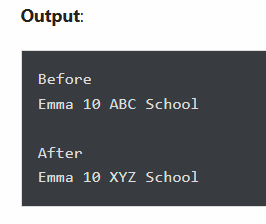 Output:
Before
Emma 10 ABC School
After
Emma 10 XYZ School